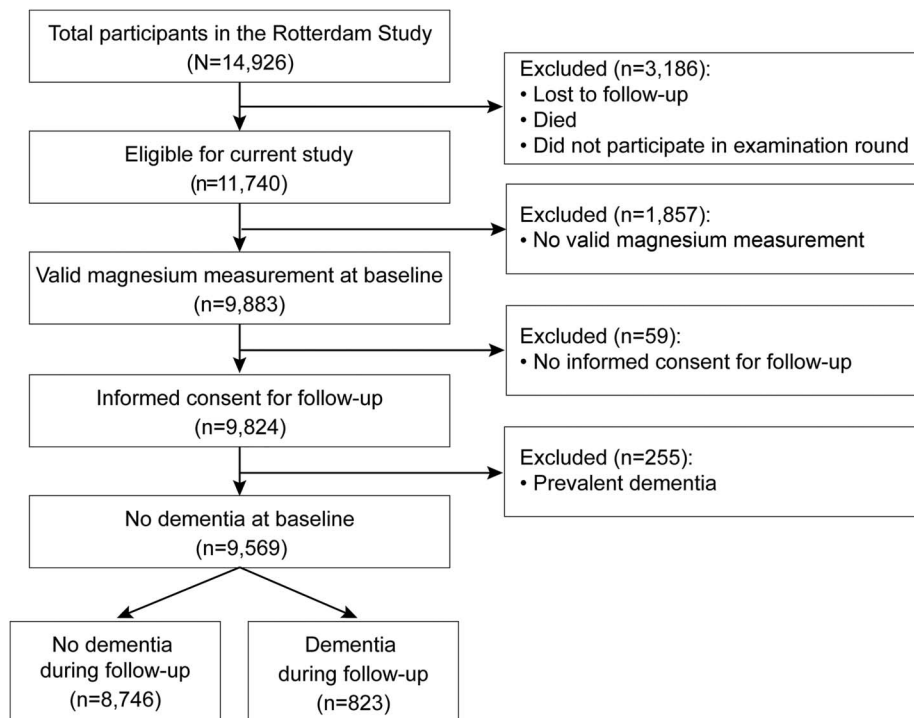 Total participants in the Rotterdam Study
(N=14,926)
Excluded (n=3,186):
• Lost to follow-up
• Died
• Did not participate in examination round
Eligible for current study
(n=11,740)
Excluded (n=1,857):
• No valid magnesium measurement
Valid magnesium measurement at baseline
(n=9,883)
Excluded (n=59):
• No informed consent for follow-up
Informed consent for follow-up
(n=9,824)
Excluded (n=255):
• Prevalent dementia
No dementia at baseline
(n=9,569)
No dementia
during follow-up
(n=8,746)
Dementia
during follow-up
(n=823)